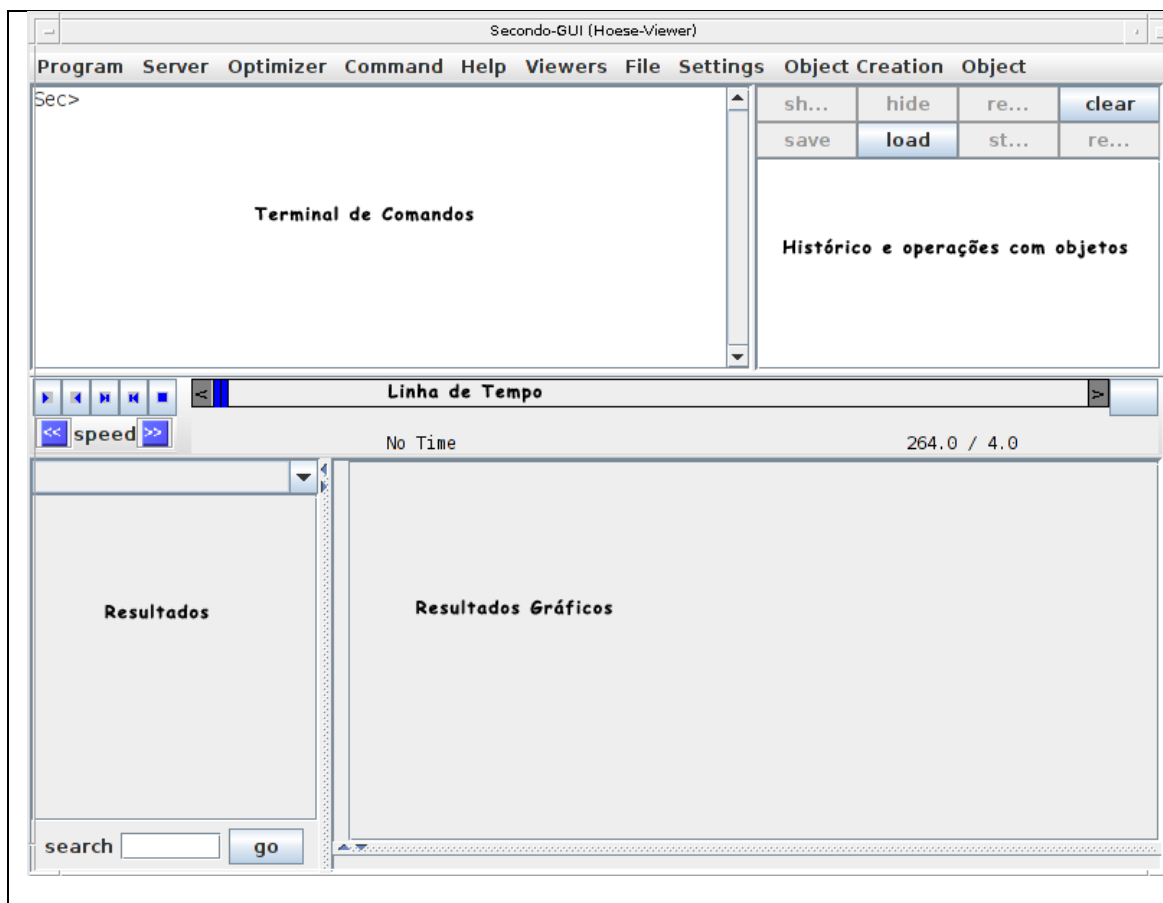 Secondo-GUI (Hoese-Viewer)
Program Server Optimizer Command Help Viewers File Settings Object Creation Object
Sec>
sh... hide re... clear
save load st... re...
Terminal de Comandos
Histórico e operações com objetos
< Linha de Tempo >
<< speed >>
No Time 264.0 / 4.0
Resultados
Resultados Gráficos
search go